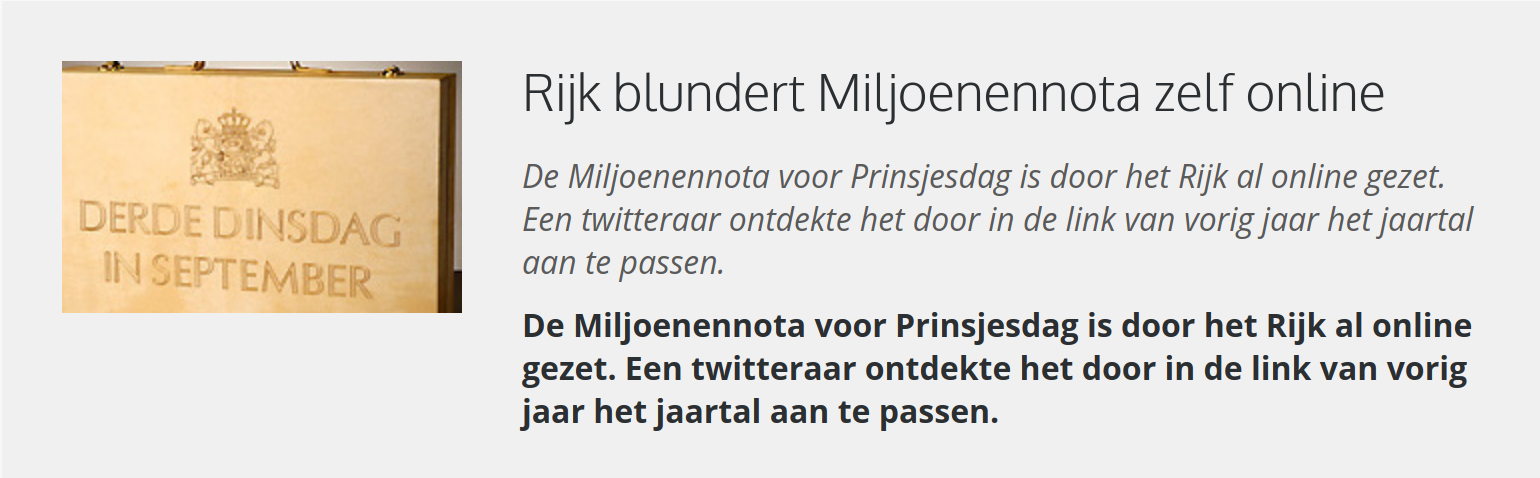 DERDE DINSDAG
IN SEPTEMBER
Rijk blundert Miljoenennota zelf online
De Miljoenennota voor Prinsjesdag is door het Rijk al online gezet.
Een twitteraar ontdekte het door in de link van vorig jaar het jaartal
aan te passen.
De Miljoenennota voor Prinsjesdag is door het Rijk al online
gezet. Een twitteraar ontdekte het door in de link van vorig
jaar het jaartal aan te passen.